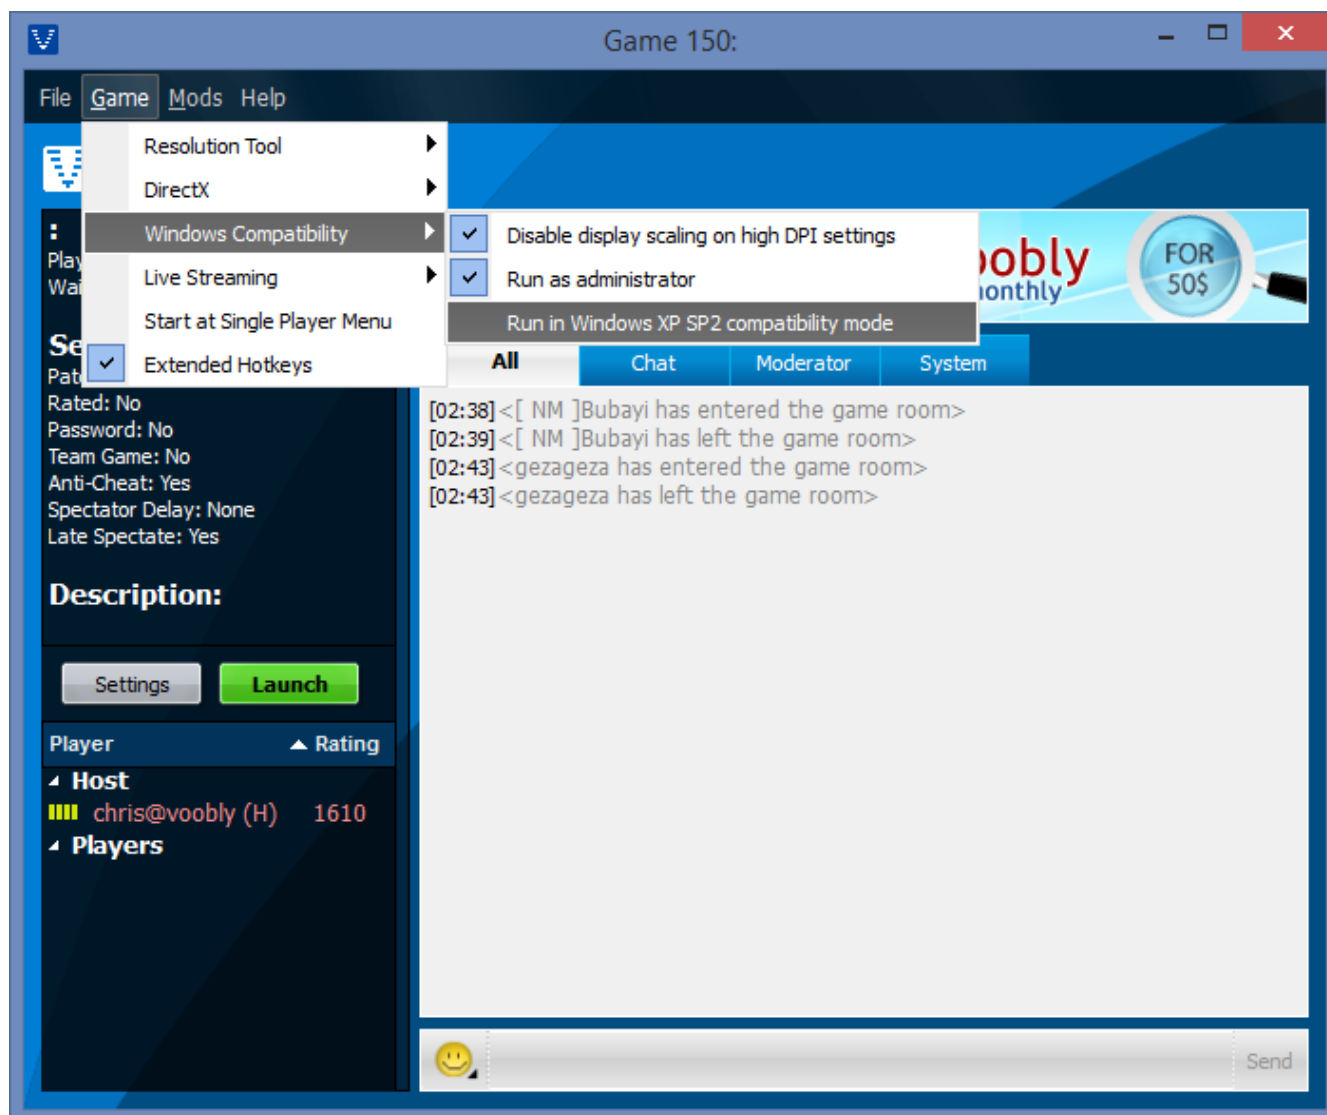 Game 150:
File Game Mods Help
Resolution Tool
DirectX
Windows Compatibility
Live Streaming
Start at Single Player Menu
Extended Hotkeys
Disable display scaling on high DPI settings
Run as administrator
Run in Windows XP SP2 compatibility mode
FOR
50$
:
Rated: No
Password: No
Team Game: No
Anti-Cheat: Yes
Spectator Delay: None
Late Spectate: Yes
Description:
Settings Launch
Player Rating
Host
chris@voobly (H) 1610
Players
All Chat Moderator System
[02:38] <[ NM ]Bubayi has entered the game room>
[02:39] <[ NM ]Bubayi has left the game room>
[02:43] <gezageza has entered the game room>
[02:43] <gezageza has left the game room>
Send